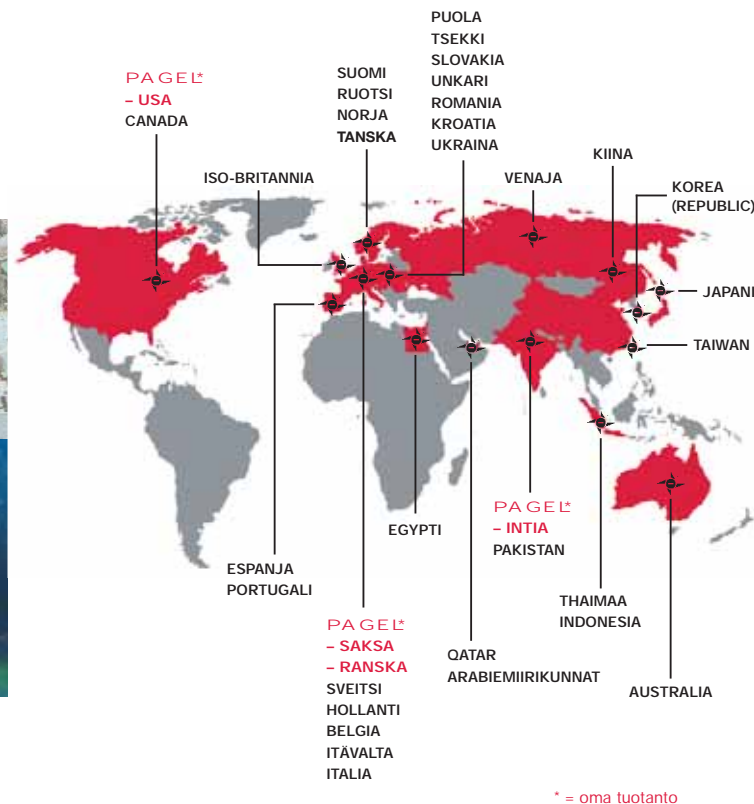 PUOLA
TSEKKI
SLOVAKIA
UNKARI
ROMANIA
KROATIA
UKRAINA
PAGEL*
– USA
CANADA
SUOMI
RUOTSI
NORJA
TANSKA
ISO-BRITANNIA
VENAJA
KIINA
KOREA
(REPUBLIC)
JAPANI
TAIWAN
ESPANJA
PORTUGALI
EGYPTI
PAGEL*
– INTIA
PAKISTAN
THAIMAA
INDONESIA
PAGEL*
– SAKSA
– RANSKA
SVEITSI
HOLLANTI
BELGIA
ITÄVALTA
ITALIA
QATAR
ARABIEMIIRIKUNNAT
AUSTRALIA
* = oma tuotanto